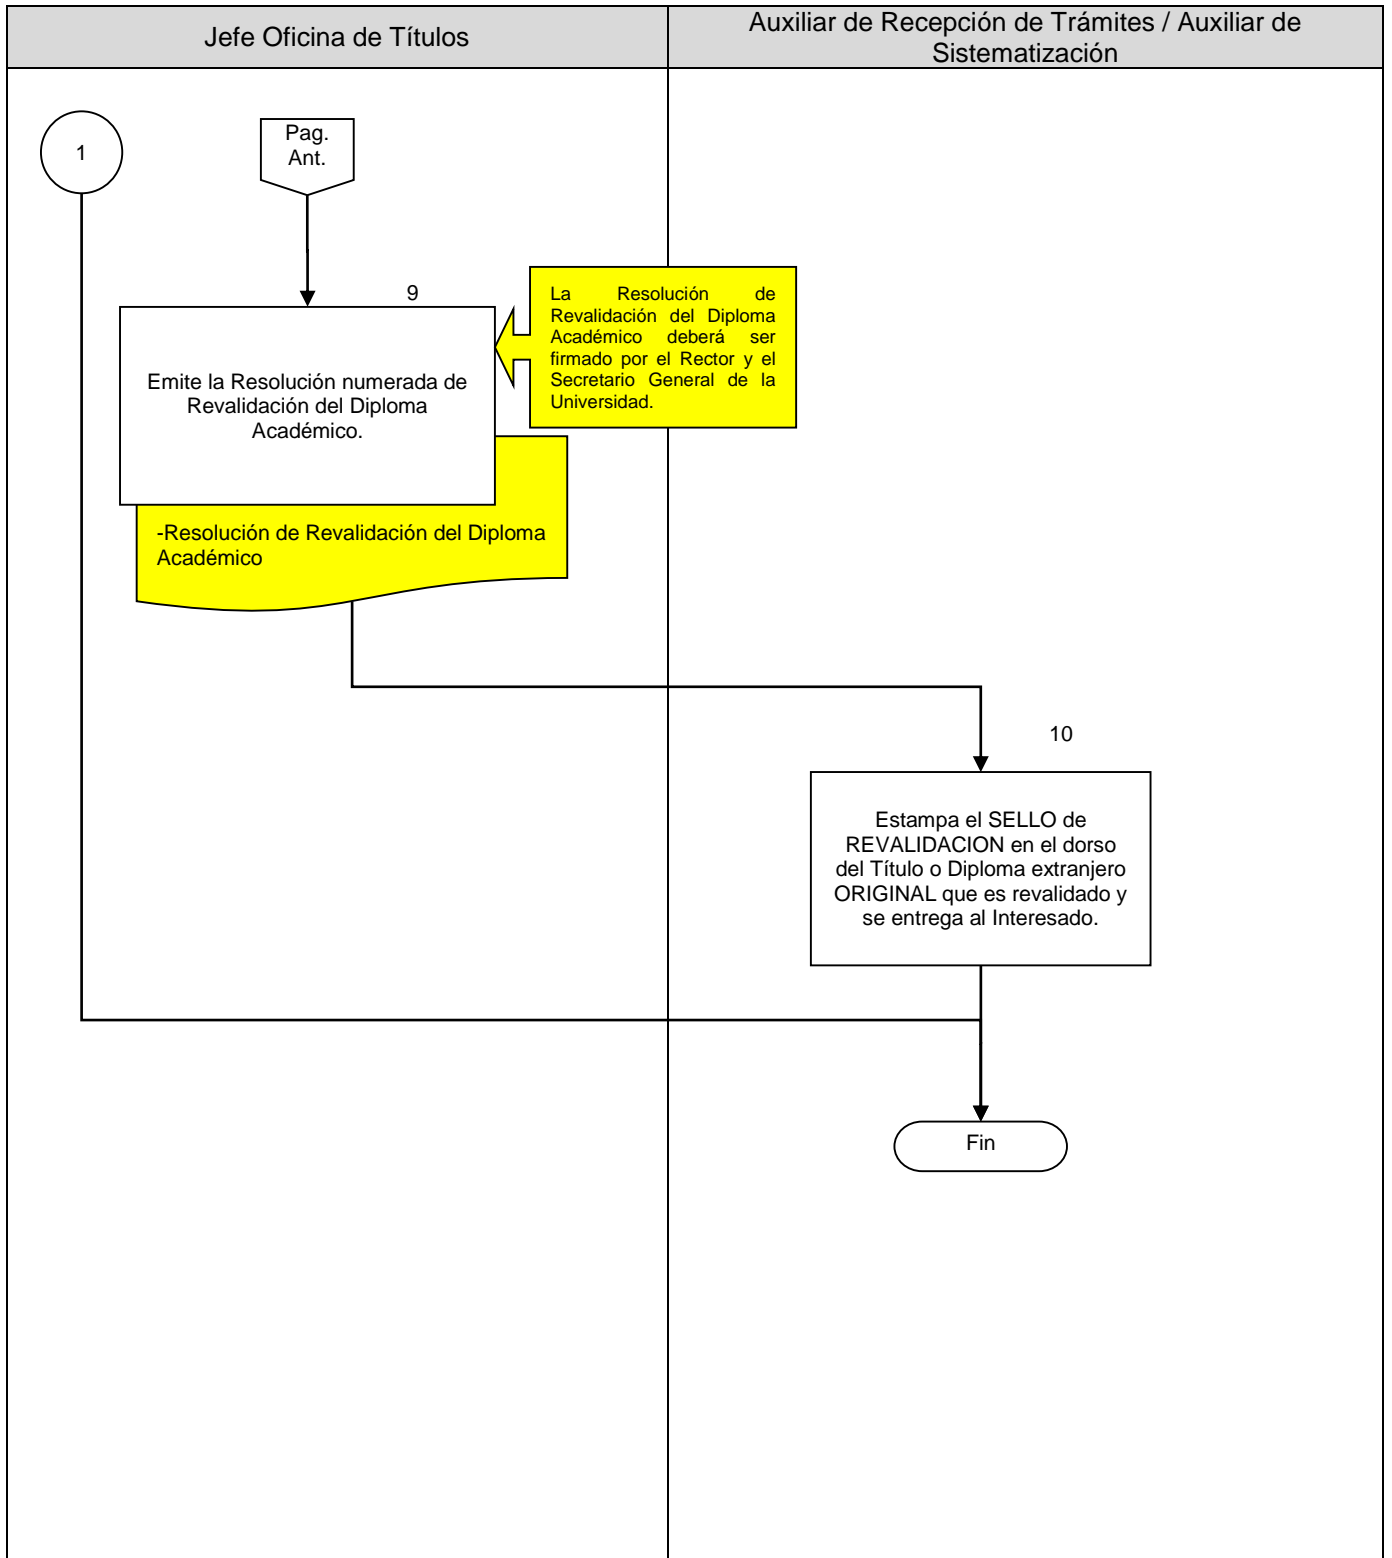 Jefe Oficina de Títulos
Auxiliar de Recepción de Trámites / Auxiliar de
Sistematización
1
Pag.
Ant.
9
La Resolución de
Revalidación del Diploma
Académico deberá ser
firmado por el Rector y el
Secretario General de la
Universidad.
Emite la Resolución numerada de
Revalidación del Diploma
Académico.
-Resolución de Revalidación del Diploma
Académico
10
Estampa el SELLO de
REVALIDACION en el dorso
del Título o Diploma extranjero
ORIGINAL que es revalidado y
se entrega al Interesado.
Fin